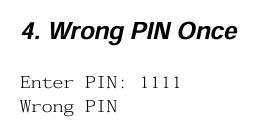 4. Wrong PIN Once
Enter PIN: 1111
Wrong PIN